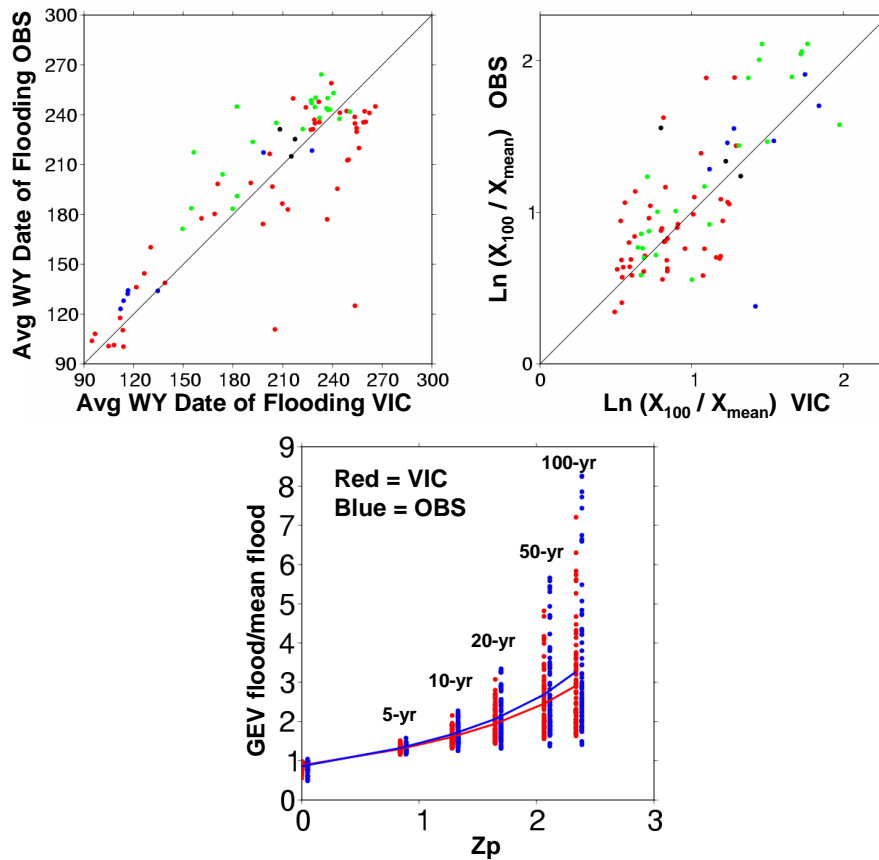 Avg WY Date of Flooding OBS
300
270
240
210
180
150
120
90
90 120 150 180 210 240 270 300
Avg WY Date of Flooding VIC
Ln (X100 / Xmean) OBS
2
1
0
0 1 2
Ln (X100 / Xmean) VIC
GEV flood/mean flood
9
8
7
6
5
4
3
2
1
0
Red = VIC
Blue = OBS
100-yr
50-yr
20-yr
10-yr
5-yr
0 1 2 3
Zp